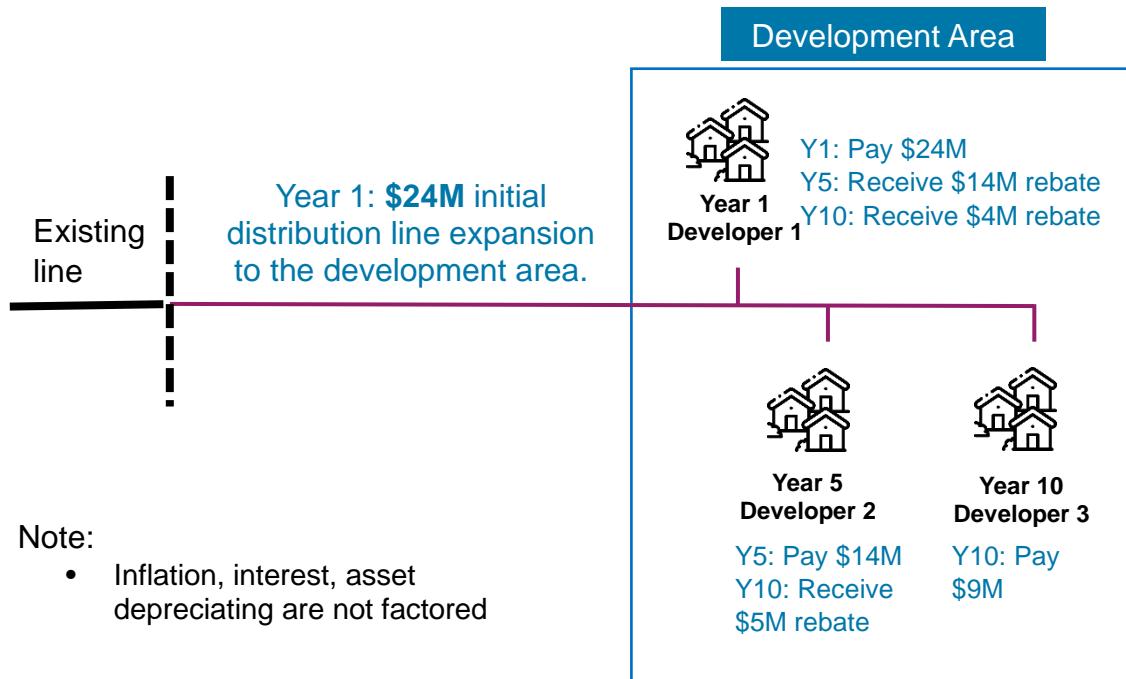 Development Area
Y1: Pay $24M
Y5: Receive $14M rebate
Y10: Receive $4M rebate
Year 1
Developer 1
Year 1: $24M initial
distribution line expansion
to the development area.
Existing
line
Year 5
Developer 2
Y5: Pay $14M
Y10: Receive
$5M rebate
Year 10
Developer 3
Y10: Pay
$9M
Note:
• Inflation, interest, asset
depreciating are not factored